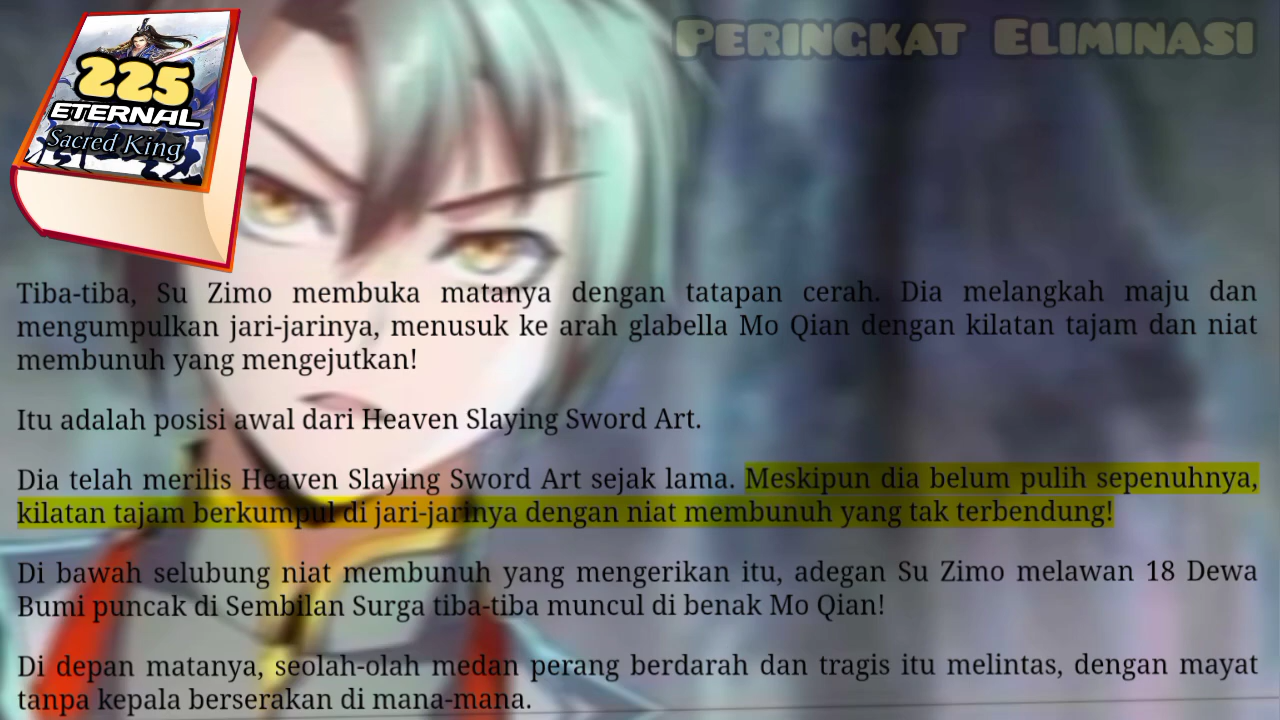 PERINGKAT ELIMINASI
225
ETERNAL
Sacred King
Tiba-tiba, Su Zimo membuka matanya dengan tatapan cerah. Dia melangkah maju dan
mengumpulkan jari-jarinya, menusuk ke arah glabella Mo Qian dengan kilatan tajam dan niat
membunuh yang mengejutkan!
Itu adalah posisi awal dari Heaven Slaying Sword Art.
Dia telah merilis Heaven Slaying Sword Art sejak lama. Meskipun dia belum pulih sepenuhnya,
kilatan tajam berkumpul di jari-jarinya dengan niat membunuh yang tak terbendung!
Di bawah selubung niat membunuh yang mengerikan itu, adegan Su Zimo melawan 18 Dewa
Bumi puncak di Sembilan Surga tiba-tiba muncul di benak Mo Qian!
Di depan matanya, seolah-olah medan perang berdarah dan tragis itu melintas, dengan mayat
tanpa kepala berserakan di mana-mana.